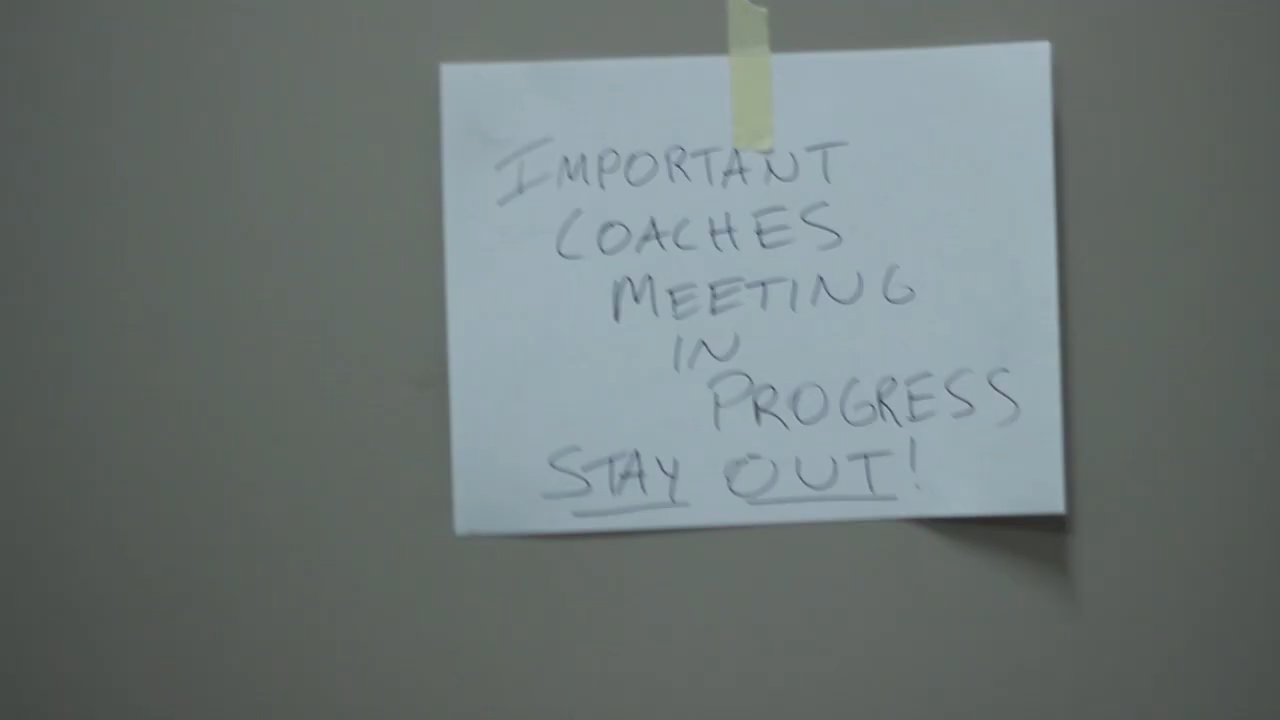 IMPORTANT
COACHES
MEETING
IN
PROGRESS
STAY OUT!